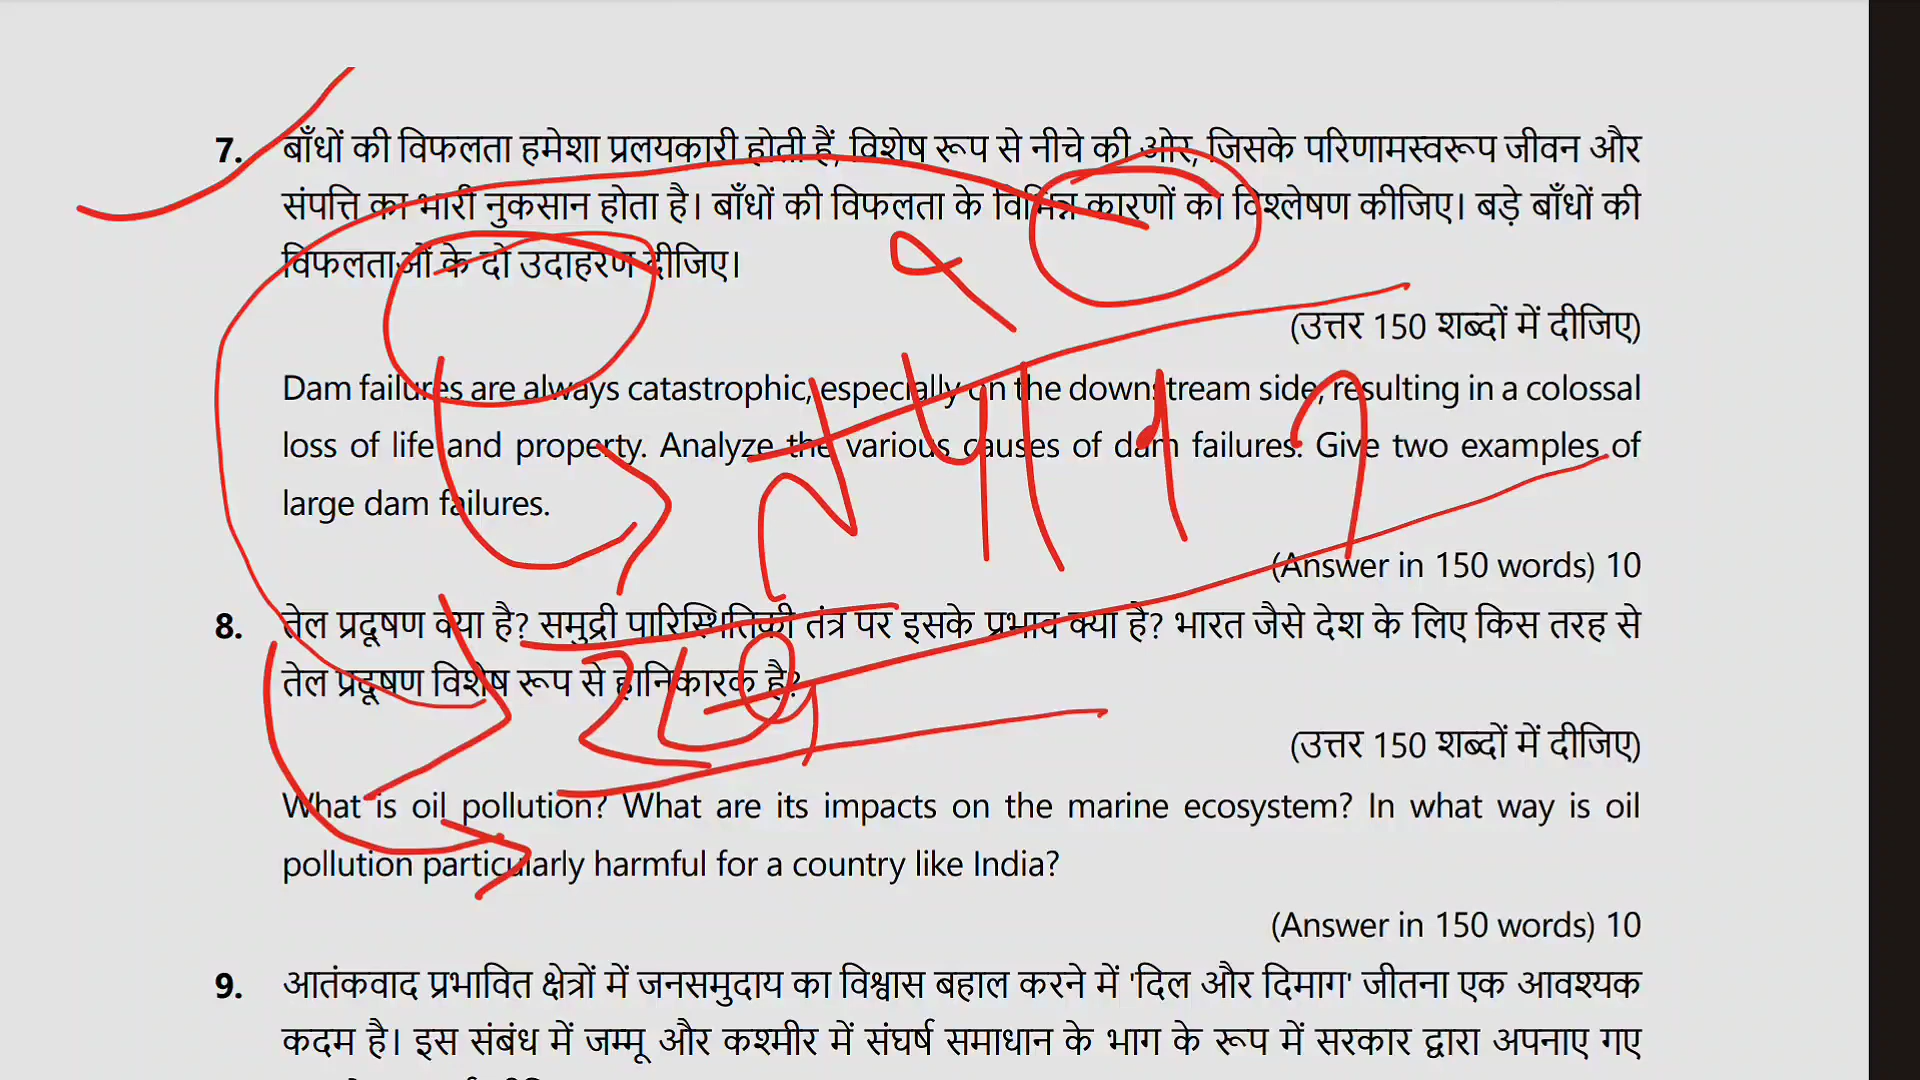 7. बाँधों की विफलता हमेशा प्रलयकारी होती हैं, विशेष रूप से नीचे की ओर, जिसके परिणामस्वरूप जीवन और
संपत्ति का भारी नुकसान होता है। बाँधों की विफलता के विभिन्न कारणों का विश्लेषण कीजिए। बड़े बाँधों की
विफलताओं के दो उदाहरण दीजिए।
(उत्तर 150 शब्दों में दीजिए)
Dam failures are always catastrophic, especially on the downstream side, resulting in a colossal
loss of life and property. Analyze the various causes of dam failures. Give two examples of
large dam failures.
(Answer in 150 words) 10
8. तेल प्रदूषण क्या है? समुद्री पारिस्थितिकी तंत्र पर इसके प्रभाव क्या है? भारत जैसे देश के लिए किस तरह से
तेल प्रदूषण विशेष रूप से हानिकारक है?
(उत्तर 150 शब्दों में दीजिए)
What is oil pollution? What are its impacts on the marine ecosystem? In what way is oil
pollution particularly harmful for a country like India?
(Answer in 150 words) 10
9. आतंकवाद प्रभावित क्षेत्रों में जनसमुदाय का विश्वास बहाल करने में 'दिल और दिमाग' जीतना एक आवश्यक
कदम है। इस संबंध में जम्मू और कश्मीर में संघर्ष समाधान के भाग के रूप में सरकार द्वारा अपनाए गए